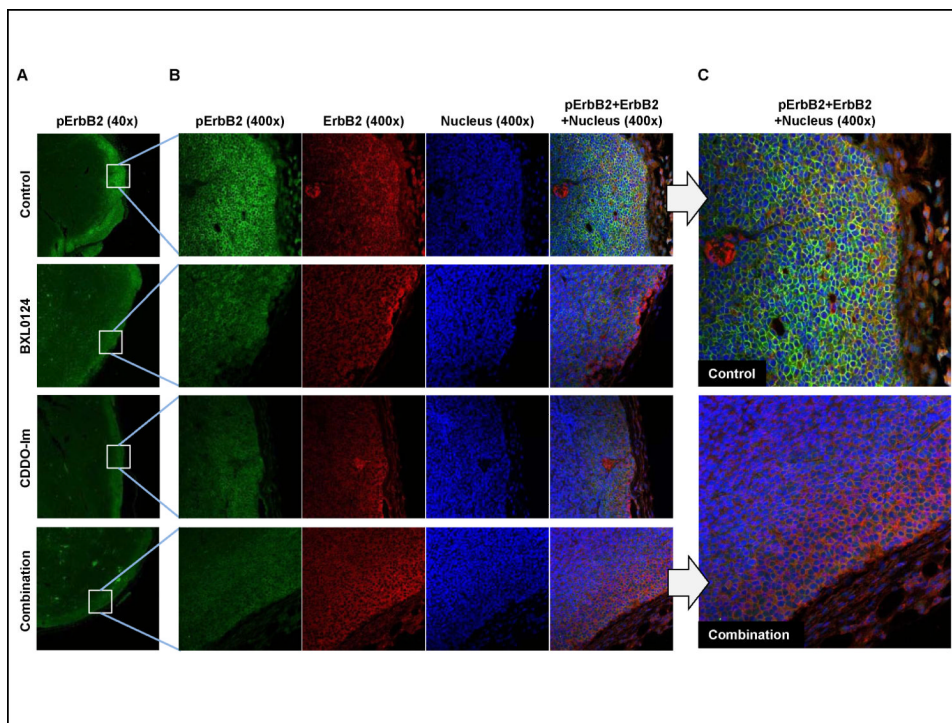 A
B
C
pErbB2 (40x)
pErbB2 (400x)
ErbB2 (400x)
Nucleus (400x)
pErbB2+ErbB2
+Nucleus (400x)
pErbB2+ErbB2
+Nucleus (400x)
Control
BXL0124
CDDO-Im
Combination
Control
Combination